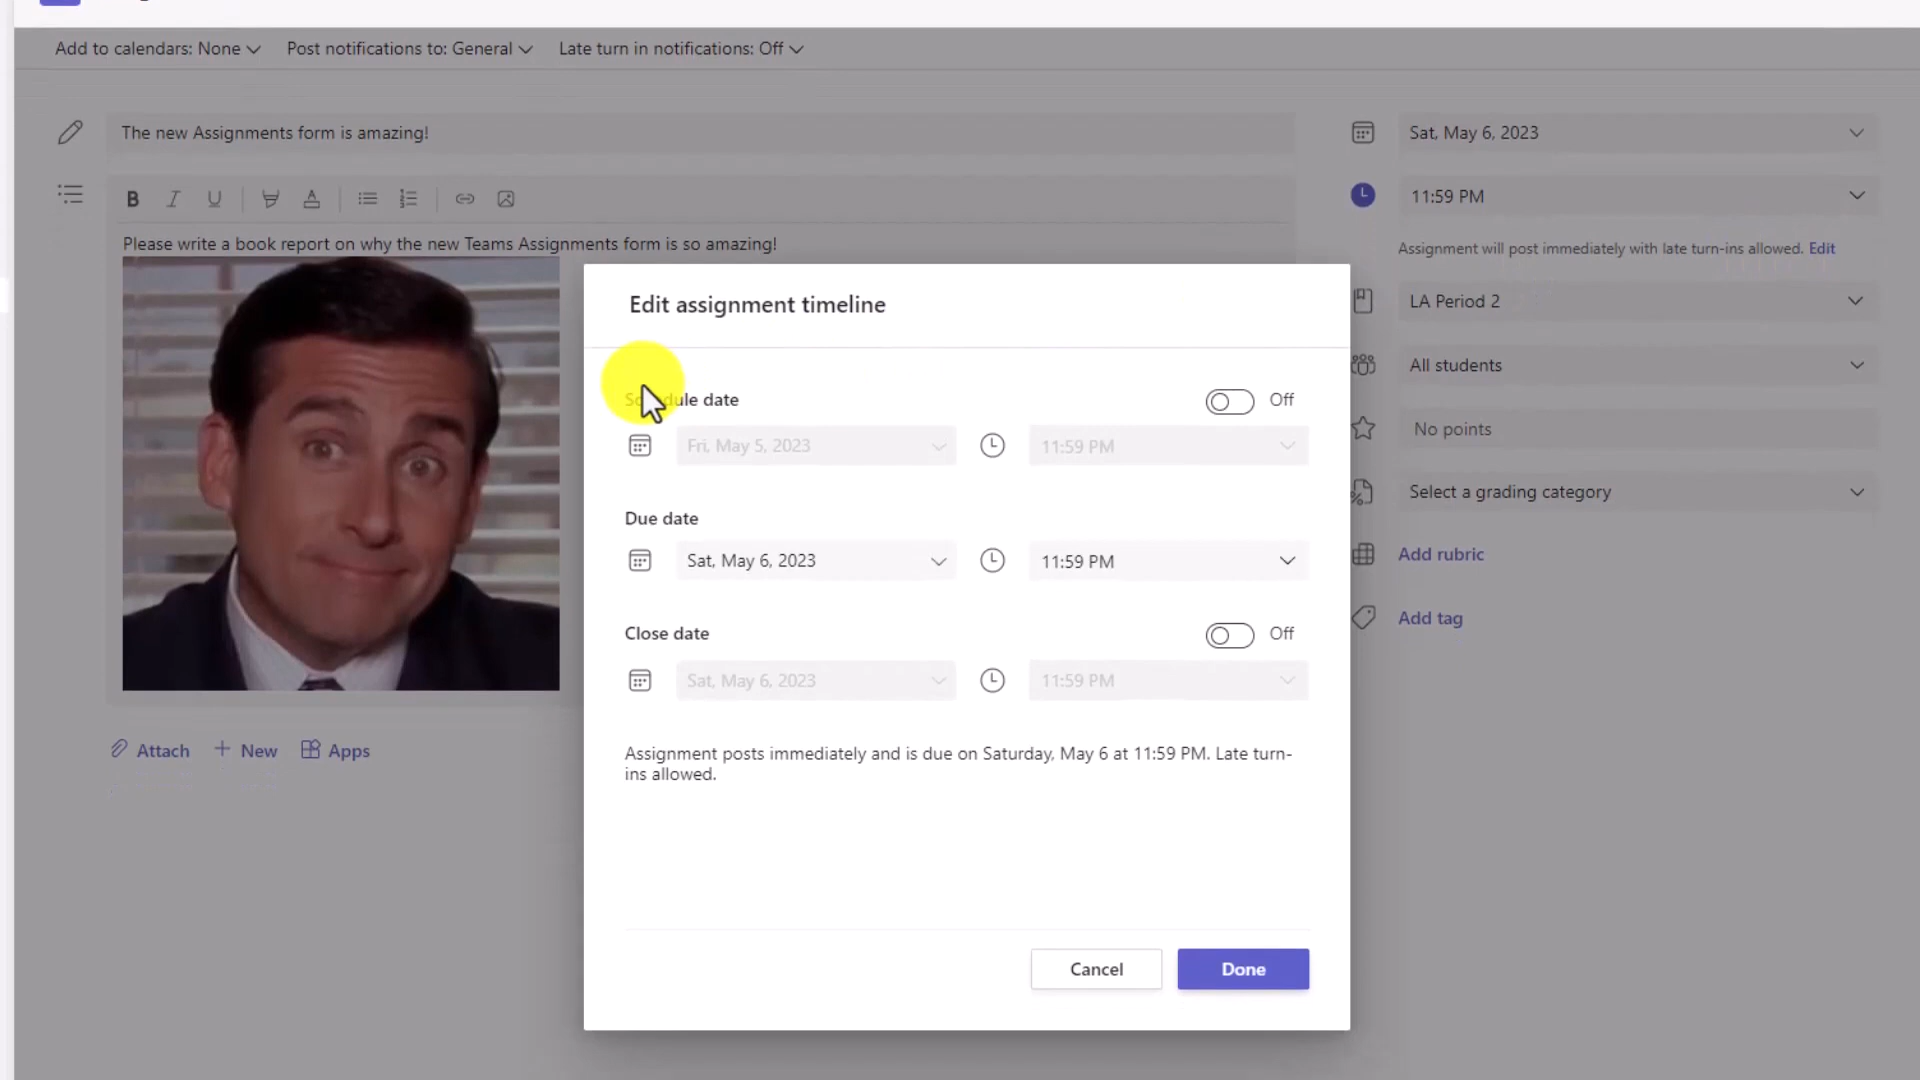 Add to calendars: None Post notifications to: General Late turn in notifications: Off
The new Assignments form is amazing!
Sat, May 6, 2023
B I U A
11:59 PM
Please write a book report on why the new Teams Assignments form is so amazing!
Assignment will post immediately with late turn-ins allowed. Edit
LA Period 2
All students
No points
Select a grading category
Add rubric
Add tag
Edit assignment timeline
Schedule date Off
Fri, May 5, 2023 11:59 PM
Due date
Sat, May 6, 2023 11:59 PM
Close date Off
Sat, May 6, 2023 11:59 PM
Assignment posts immediately and is due on Saturday, May 6 at 11:59 PM. Late turn-
ins allowed.
Attach New Apps
Cancel Done